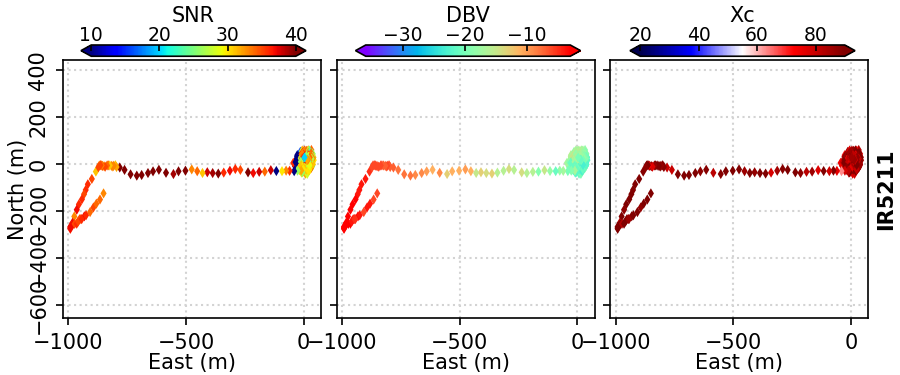 SNR DBV Xc
10 20 30 40 −30 −20 −10 20 40 60 80
400
200
0
−200
−400
−600
North (m)
IR5211
−1000 −500 0 −1000 −500 0 −1000 −500 0
East (m) East (m) East (m)